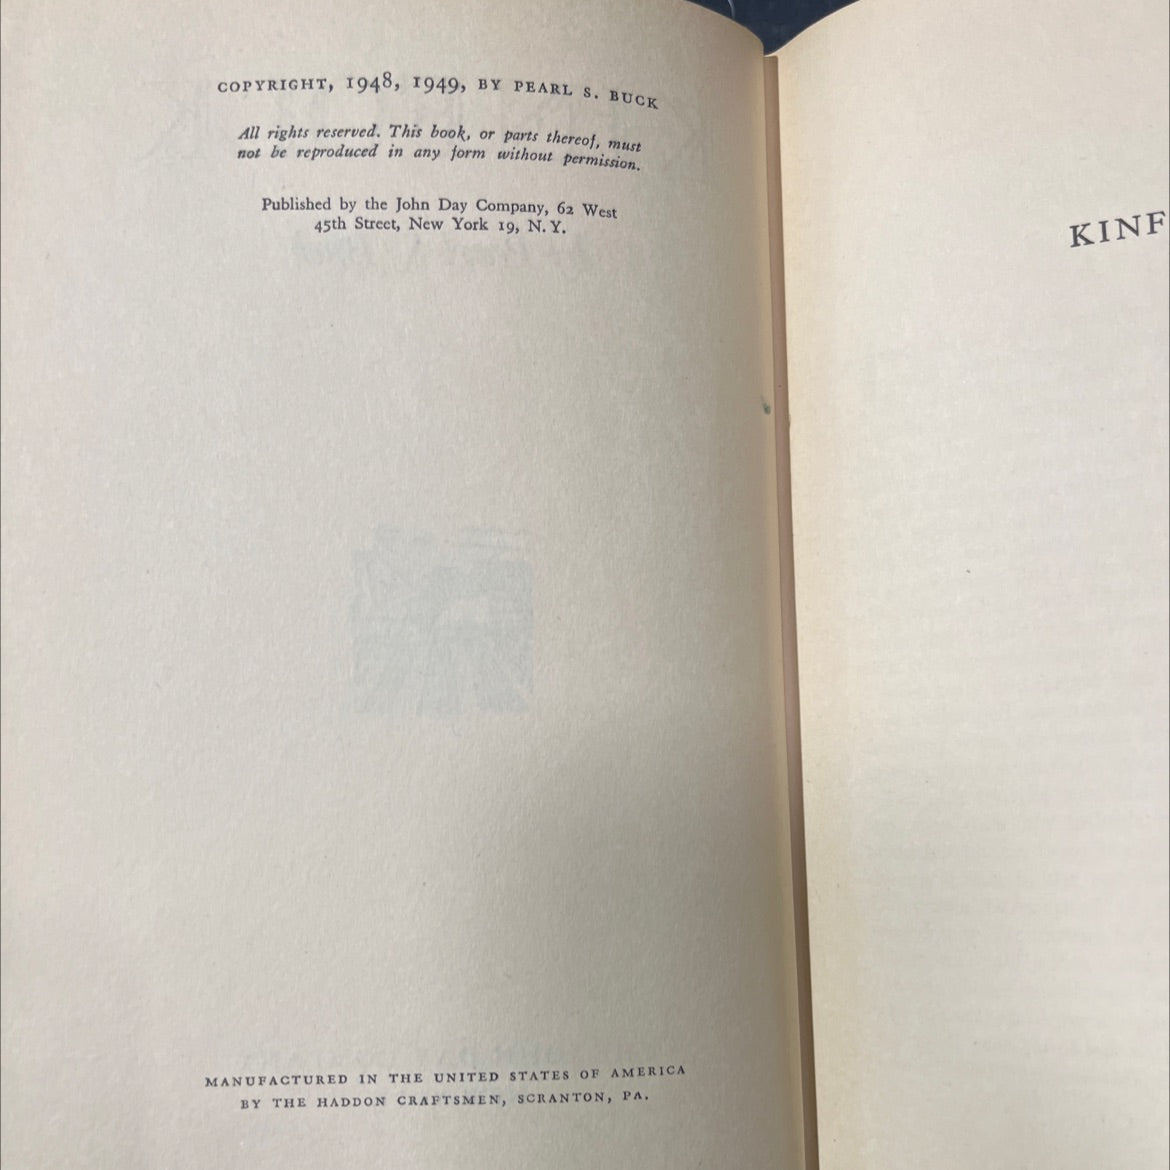 COPYRIGHT, 1948, 1949, BY PEARL S. BUCK
All rights reserved. This book, or parts thereof, must
not be reproduced in any form without permission.
Published by the John Day Company, 62 West
45th Street, New York 19, N. Y.
MANUFACTURED IN THE UNITED STATES OF AMERICA
BY THE HADDON CRAFTSMEN, SCRANTON, PA.
KINF